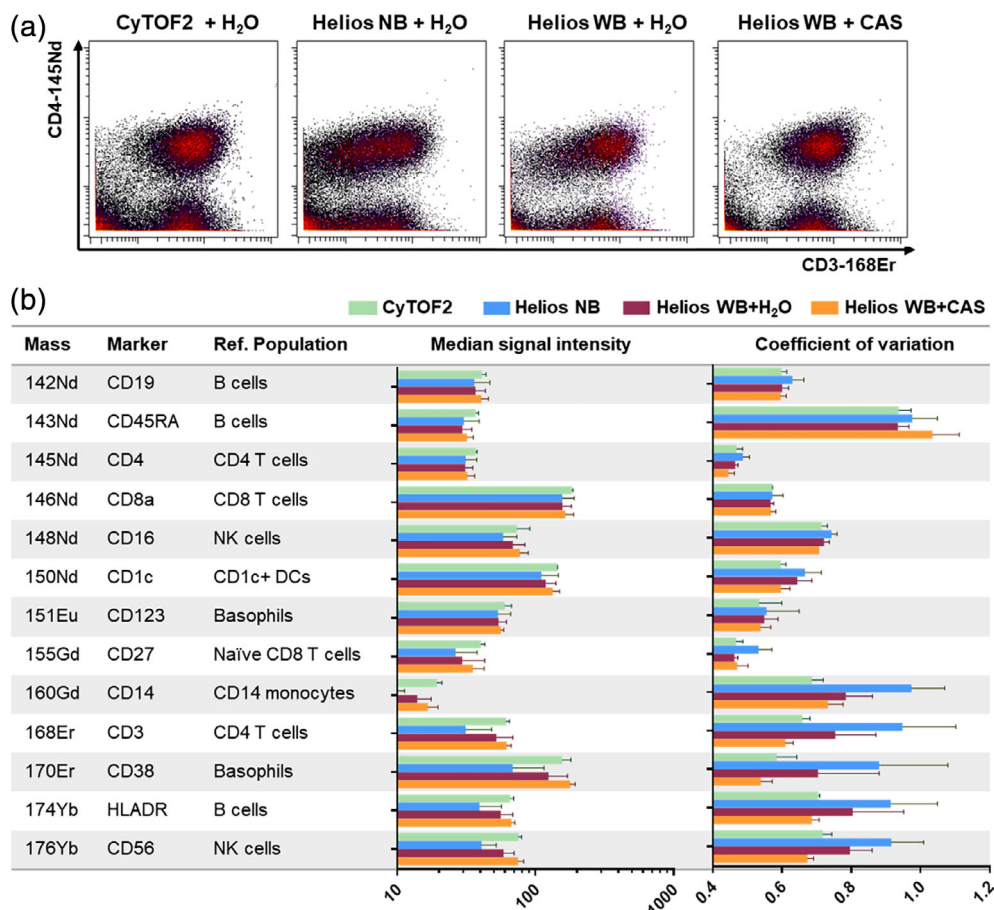 (a)
CyTOF2 + H₂O Helios NB + H₂O Helios WB + H₂O Helios WB + CAS
CD4-145Nd
CD3-168Er
(b)
CyTOF2 Helios NB Helios WB+H₂O Helios WB+CAS
Mass Marker Ref. Population Median signal intensity Coefficient of variation
142Nd CD19 B cells
143Nd CD45RA B cells
145Nd CD4 CD4 T cells
146Nd CD8a CD8 T cells
148Nd CD16 NK cells
150Nd CD1c CD1c+ DCs
151Eu CD123 Basophils
155Gd CD27 Naïve CD8 T cells
160Gd CD14 CD14 monocytes
168Er CD3 CD4 T cells
170Er CD38 Basophils
174Yb HLADR B cells
176Yb CD56 NK cells
10 100 1000 0.4 0.6 0.8 1.0 1.2